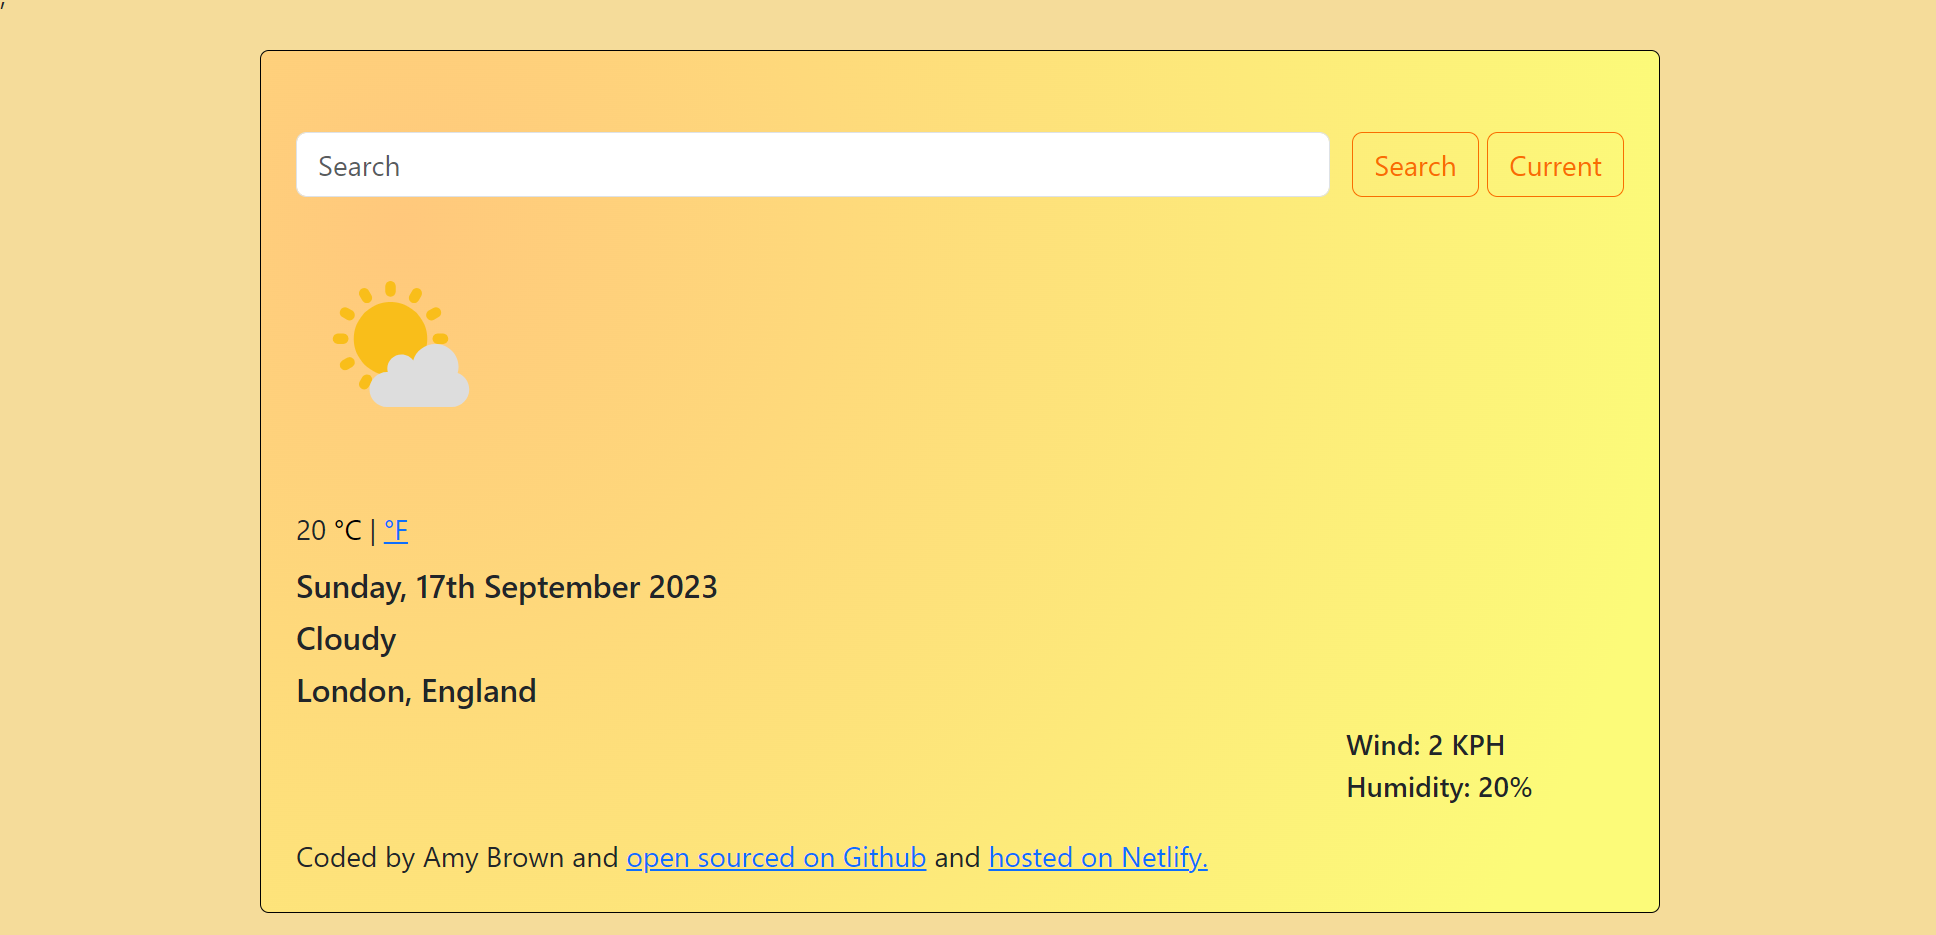 ,
Search Search Current
20 °C | °F
Sunday, 17th September 2023
Cloudy
London, England
Wind: 2 KPH
Humidity: 20%
Coded by Amy Brown and open sourced on Github and hosted on Netlify.